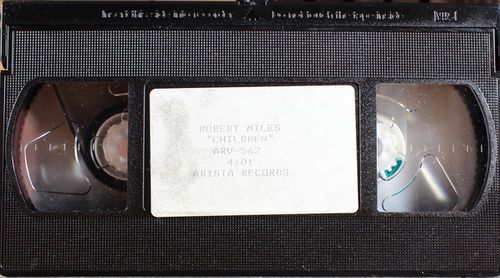 ROBERT MILES
"CHILDREN"
ARV-562
4:01
ARISTA RECORDS